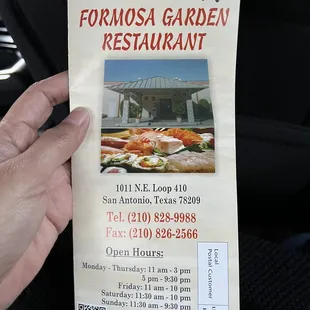 FORMOSA GARDEN
RESTAURANT
1011 N.E. Loop 410
San Antonio, Texas 78209
Tel. (210) 828-9988
Fax: (210) 826-2566
Open Hours:
Monday - Thursday: 11 am - 3 pm
5 pm - 9:30 pm
Friday: 11 am - 10 pm
Saturday: 11:30 am - 10 pm
Sunday: 11:30 am - 9:30 pm
Local
Postal Customer